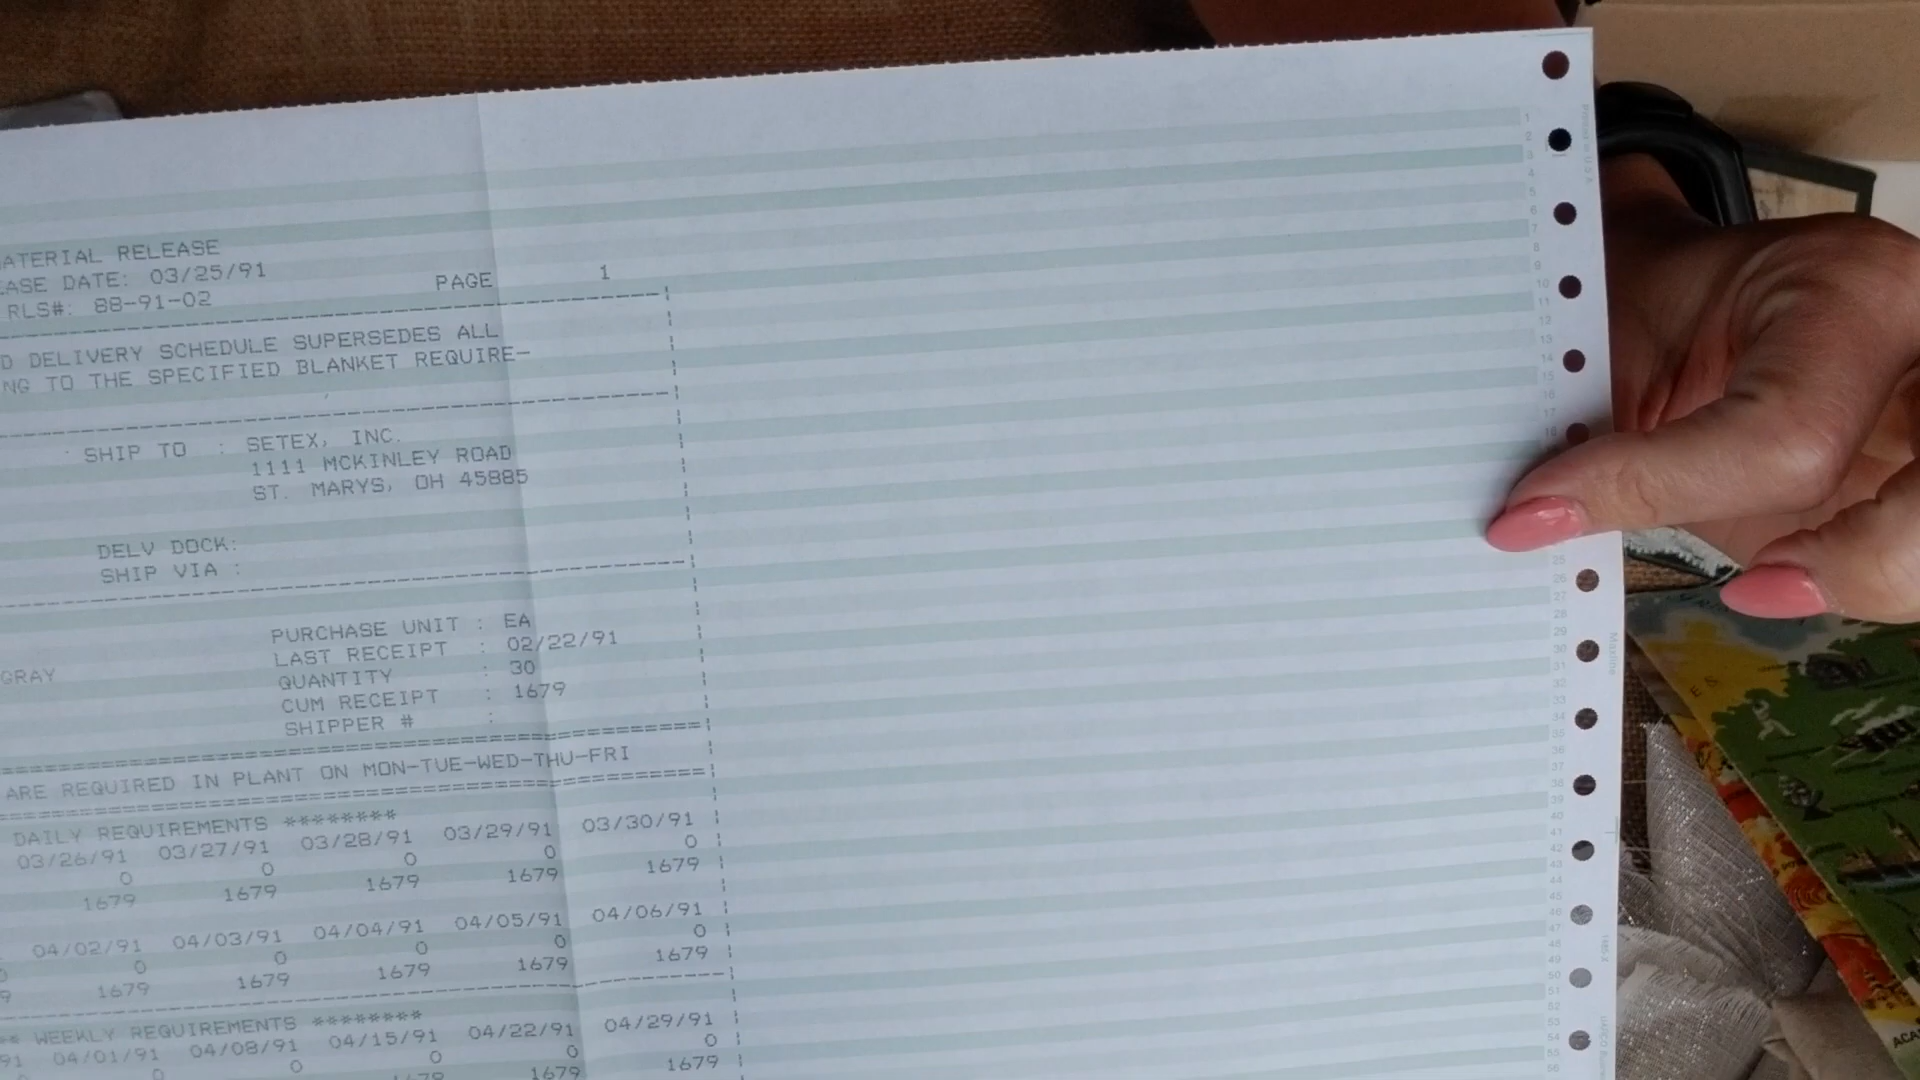 ATERIAL RELEASE
EASE DATE: 03/25/91
PAGE 1
RLS#: 88-91-02
D DELIVERY SCHEDULE SUPERSEDES ALL
NG TO THE SPECIFIED BLANKET REQUIRE-
SHIP TO : SETEX, INC.
1111 MCKINLEY ROAD
ST. MARYS, OH 45885
DELV DOCK:
SHIP VIA :
PURCHASE UNIT : EA
LAST RECEIPT : 02/22/91
GRAY
QUANTITY : 30
CUM RECEIPT : 1679
SHIPPER # :
ARE REQUIRED IN PLANT ON MON-TUE-WED-THU-FRI
DAILY REQUIREMENTS ********
03/26/91 03/27/91 03/28/91 03/29/91 03/30/91
0 0 0 0 0
1679 1679 1679 1679 1679
04/02/91 04/03/91 04/04/91 04/05/91 04/06/91
0 0 0 0 0
9 1679 1679 1679 1679 1679
** WEEKLY REQUIREMENTS ********
91 04/01/91 04/08/91 04/15/91 04/22/91 04/29/91
0 0 0 0 0
1679 1679 1679